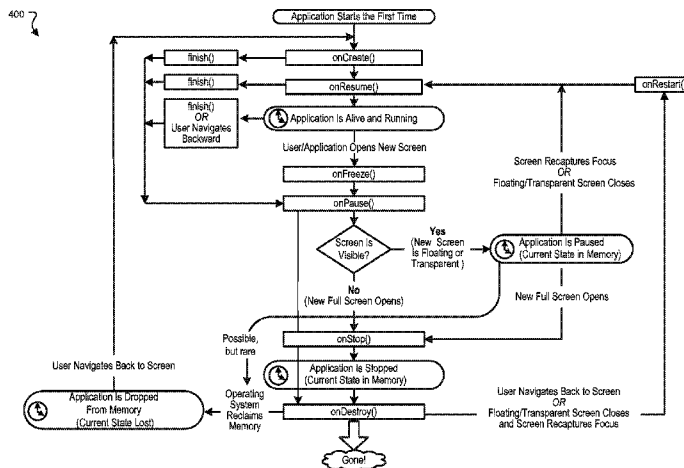 400
Application Starts the First Time
finish()
onCreate()
finish()
onResume()
onRestart()
finish()
OR
User Navigates
Backward
Application Is Alive and Running
User/Application Opens New Screen
onFreeze()
onPause()
Screen Recaptures Focus
OR
Floating/Transparent Screen Closes
Screen Is
Visible?
Yes
(New Screen
Is Floating or
Transparent)
Application Is Paused
(Current State in Memory)
No
(New Full Screen Opens)
New Full Screen Opens
Possible,
but rare
onStop()
User Navigates Back to Screen
Application Is Stopped
(Current State in Memory)
Application Is Dropped
From Memory
(Current State Lost)
Operating
System
Reclaims
Memory
onDestroy()
User Navigates Back to Screen
OR
Floating/Transparent Screen Closes
and Screen Recaptures Focus
Gone!